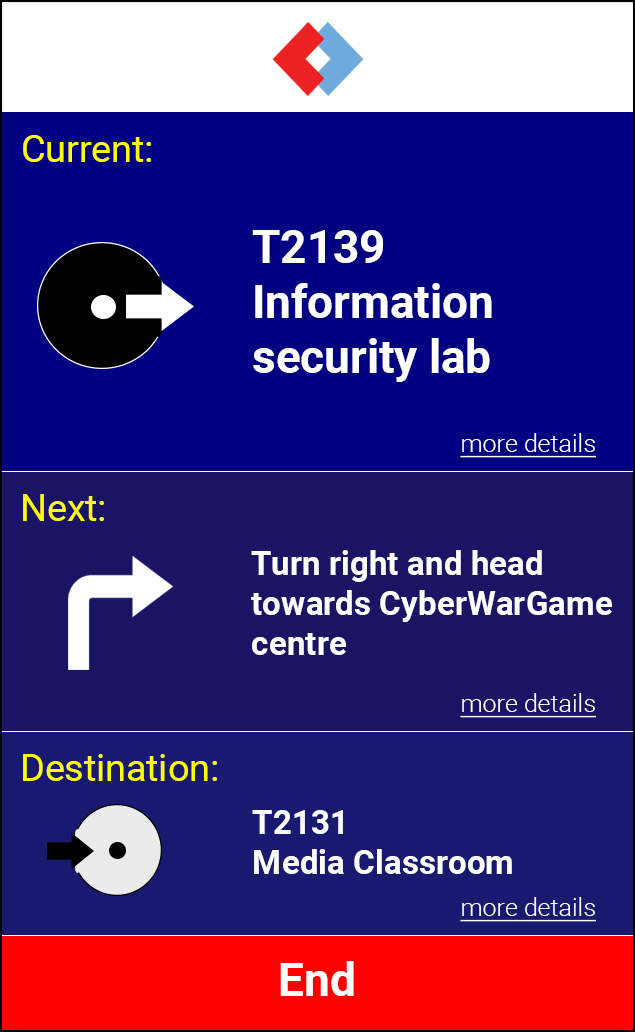 Current:
T2139
Information
security lab
more details
Next:
Turn right and head
towards CyberWarGame
centre
more details
Destination:
T2131
Media Classroom
more details
End